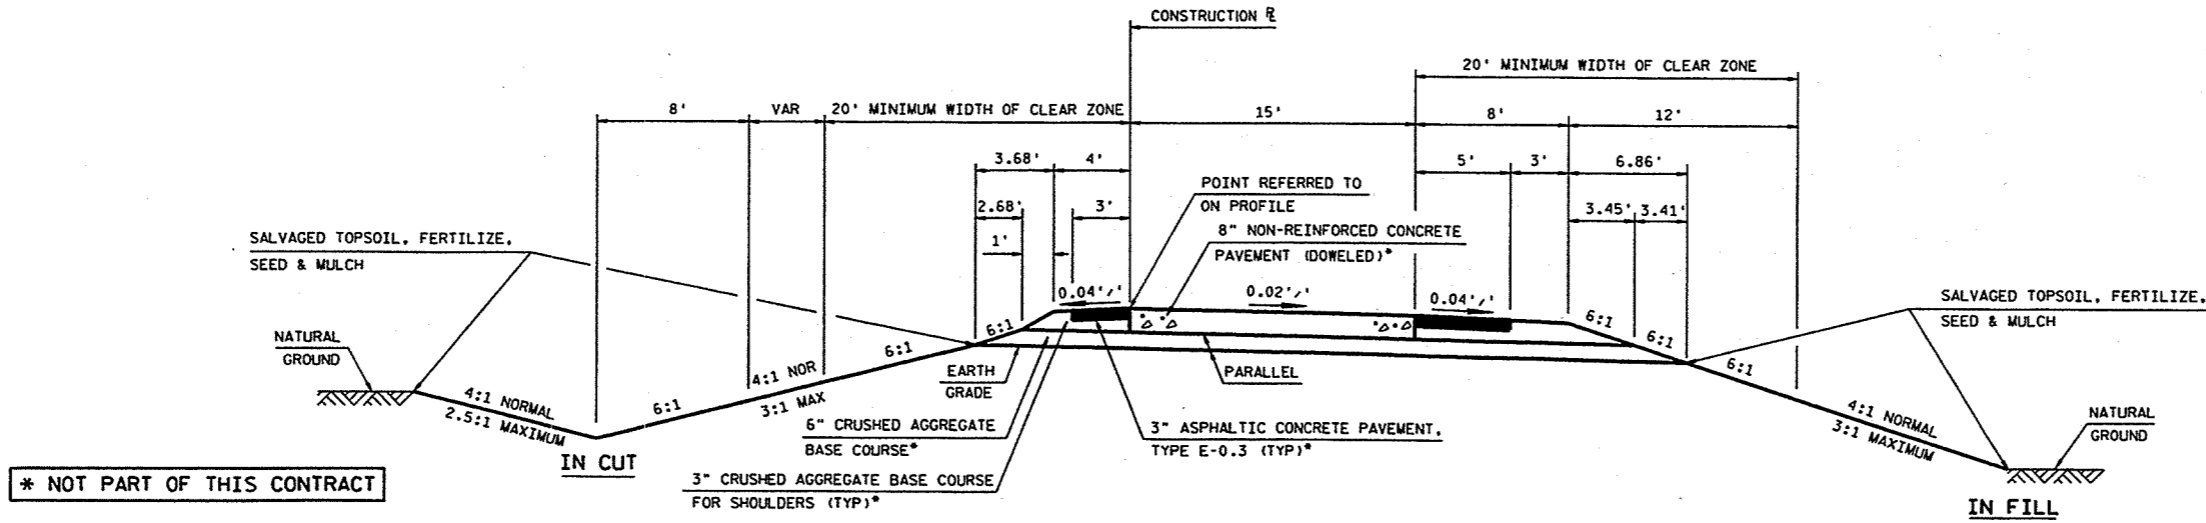 CONSTRUCTION ℞
20' MINIMUM WIDTH OF CLEAR ZONE
8'
VAR
20' MINIMUM WIDTH OF CLEAR ZONE
15'
8'
12'
3.68'
4'
5'
3'
6.86'
2.68'
3'
3.45'
3.41'
1'
POINT REFERRED TO
ON PROFILE
8" NON-REINFORCED CONCRETE
PAVEMENT (DOWELED)*
SALVAGED TOPSOIL, FERTILIZE,
SEED & MULCH
0.04'/'
0.02'/'
0.04'/'
SALVAGED TOPSOIL, FERTILIZE,
SEED & MULCH
NATURAL
GROUND
6:1
6:1
6:1
6:1
6:1
4:1 NOR
3:1 MAX
6:1
EARTH
GRADE
PARALLEL
4:1 NORMAL
2.5:1 MAXIMUM
4:1 NORMAL
3:1 MAXIMUM
NATURAL
GROUND
6" CRUSHED AGGREGATE
BASE COURSE*
3" ASPHALTIC CONCRETE PAVEMENT,
TYPE E-0.3 (TYP)*
IN CUT
3" CRUSHED AGGREGATE BASE COURSE
FOR SHOULDERS (TYP)*
* NOT PART OF THIS CONTRACT
IN FILL